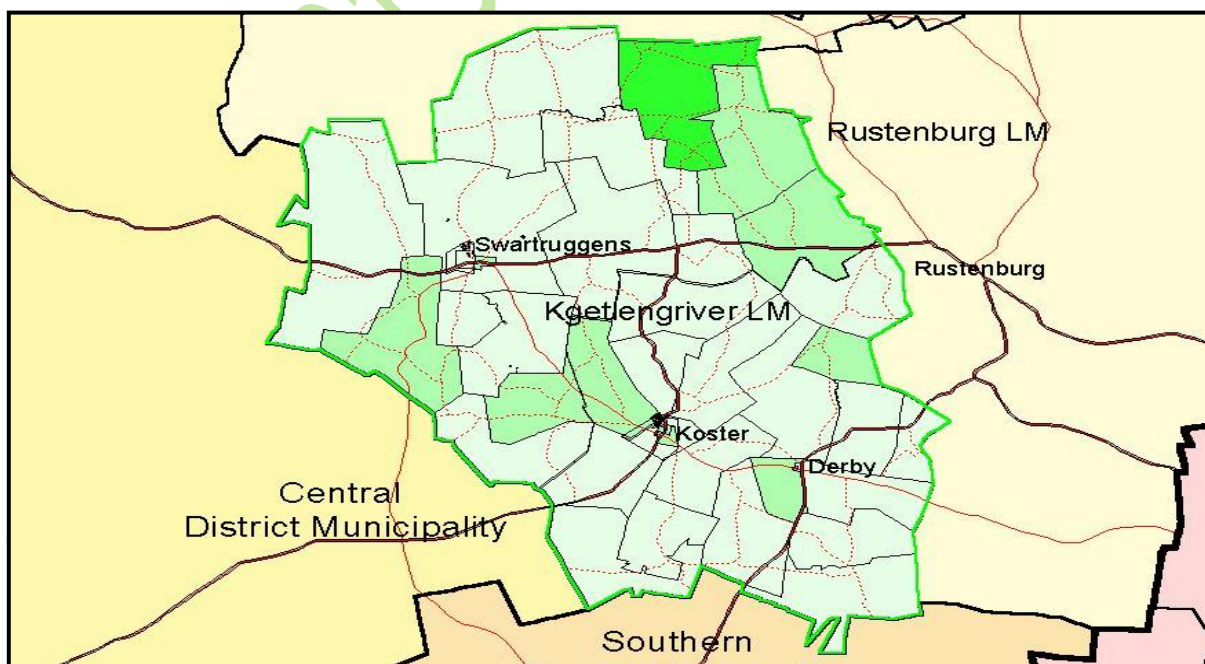 Rustenburg LM
Swartruggens
Rustenburg
Kgetlengriver LM
Koster
Derby
Central
District Municipality
Southern